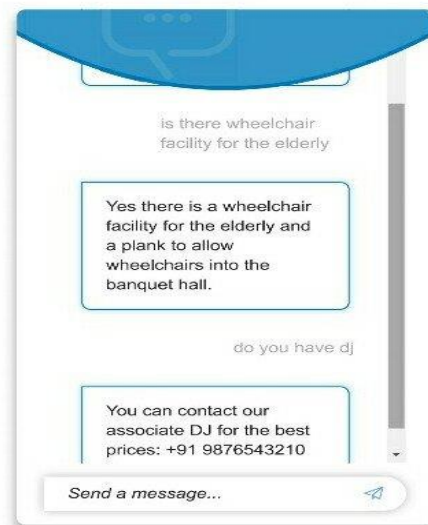 is there wheelchair
facility for the elderly
Yes there is a wheelchair
facility for the elderly and
a plank to allow
wheelchairs into the
banquet hall.
do you have dj
You can contact our
associate DJ for the best
prices: +91 9876543210
Send a message...